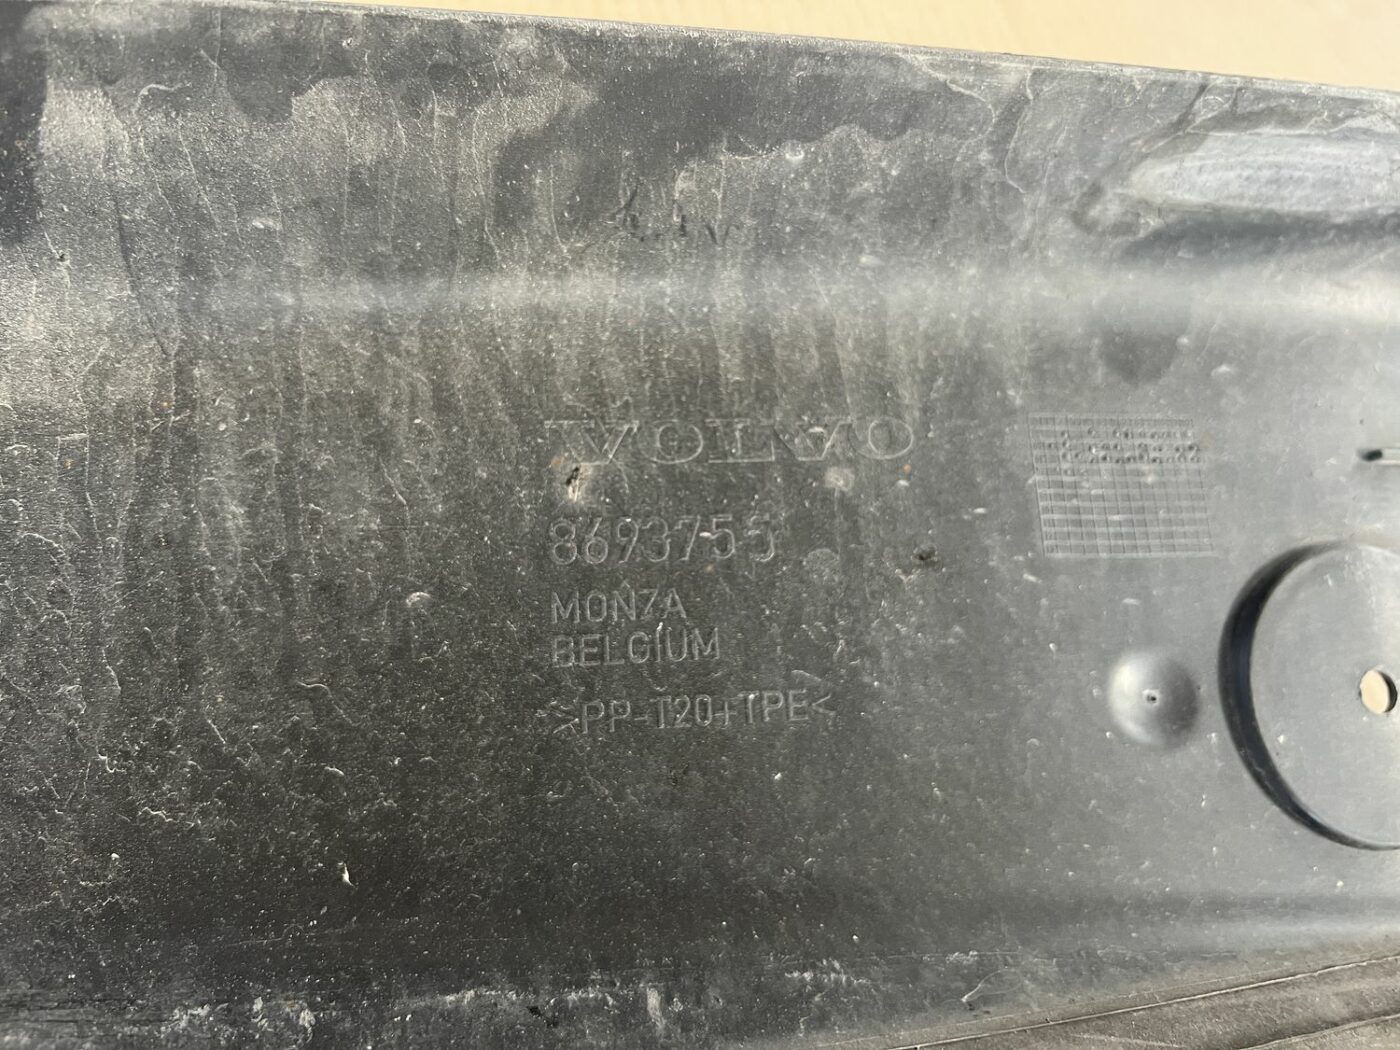 VOLVO
8693755
MONZA
BELGIUM
>PP-T20+TPE<